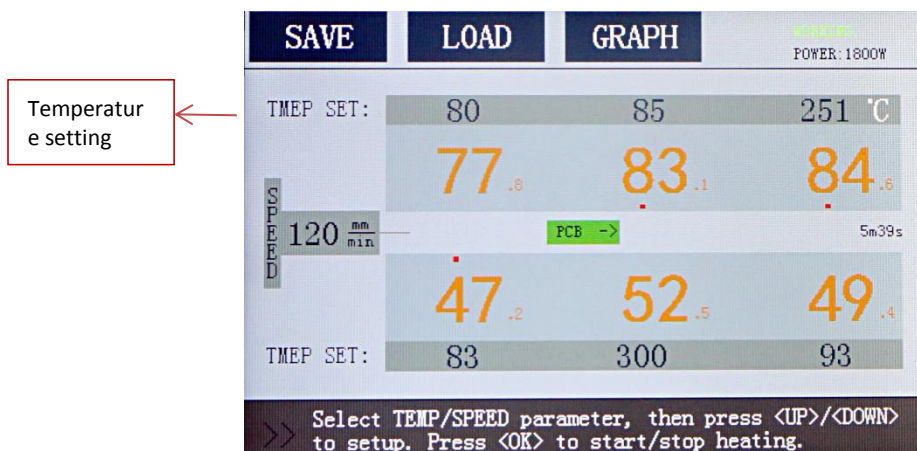 SAVE LOAD GRAPH
POWER:1800W
Temperatur
e setting
TMEP SET: 80 85 251 °C
77.8 83.1 84.6
SPEED 120 mm/min PCB -> 5m39s
47.2 52.5 49.4
TMEP SET: 83 300 93
>> Select TEMP/SPEED parameter, then press <UP>/<DOWN>
to setup. Press <OK> to start/stop heating.